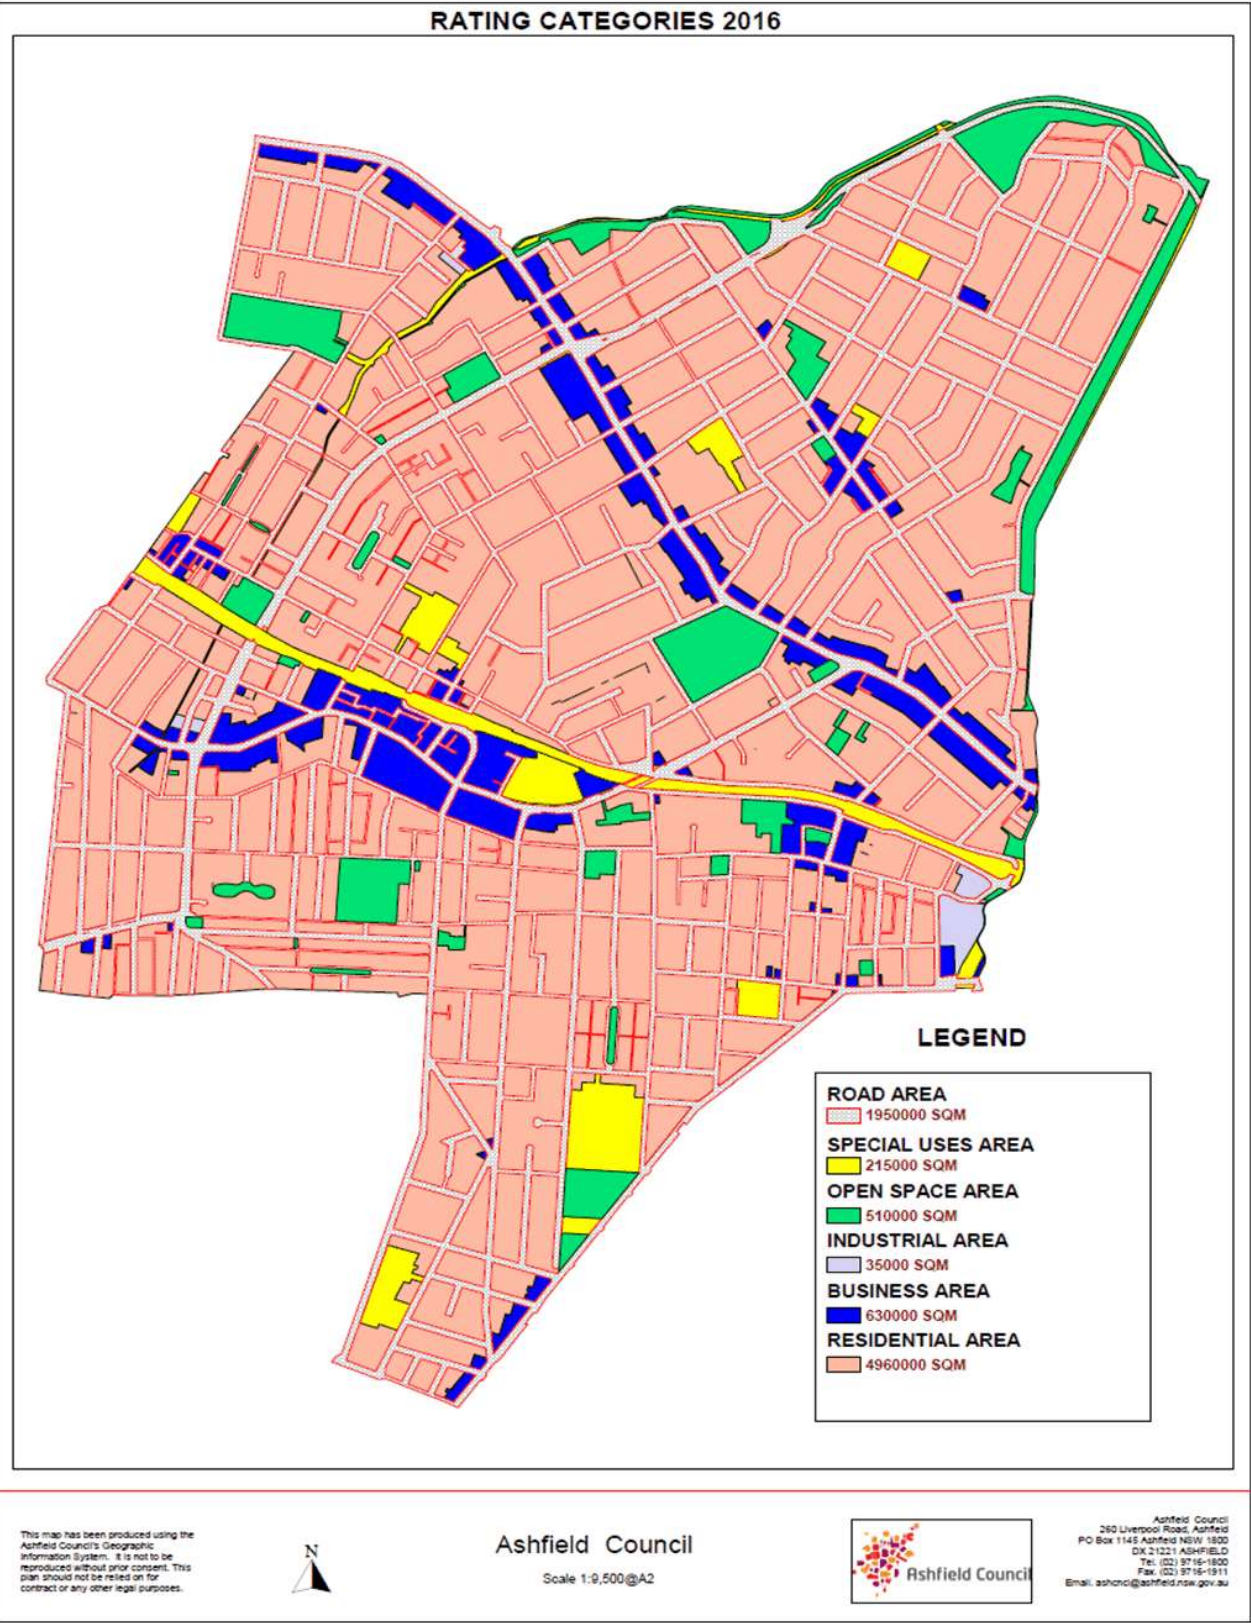 RATING CATEGORIES 2016
LEGEND
ROAD AREA
1950000 SQM
SPECIAL USES AREA
215000 SQM
OPEN SPACE AREA
510000 SQM
INDUSTRIAL AREA
35000 SQM
BUSINESS AREA
630000 SQM
RESIDENTIAL AREA
4960000 SQM
This map has been produced using the
Ashfield Council's Geographic
Information System. It is not to be
reproduced without prior consent. This
plan should not be relied on for
contract or any other legal purposes.
N
Ashfield Council
Scale 1:9,500@A2
Ashfield Council
Ashfield Council
260 Liverpool Road, Ashfield
PO Box 1145 Ashfield NSW 1800
DX 21221 ASHFIELD
Tel. (02) 9716-1800
Fax. (02) 9716-1911
Email. ashcncl@ashfield.nsw.gov.au